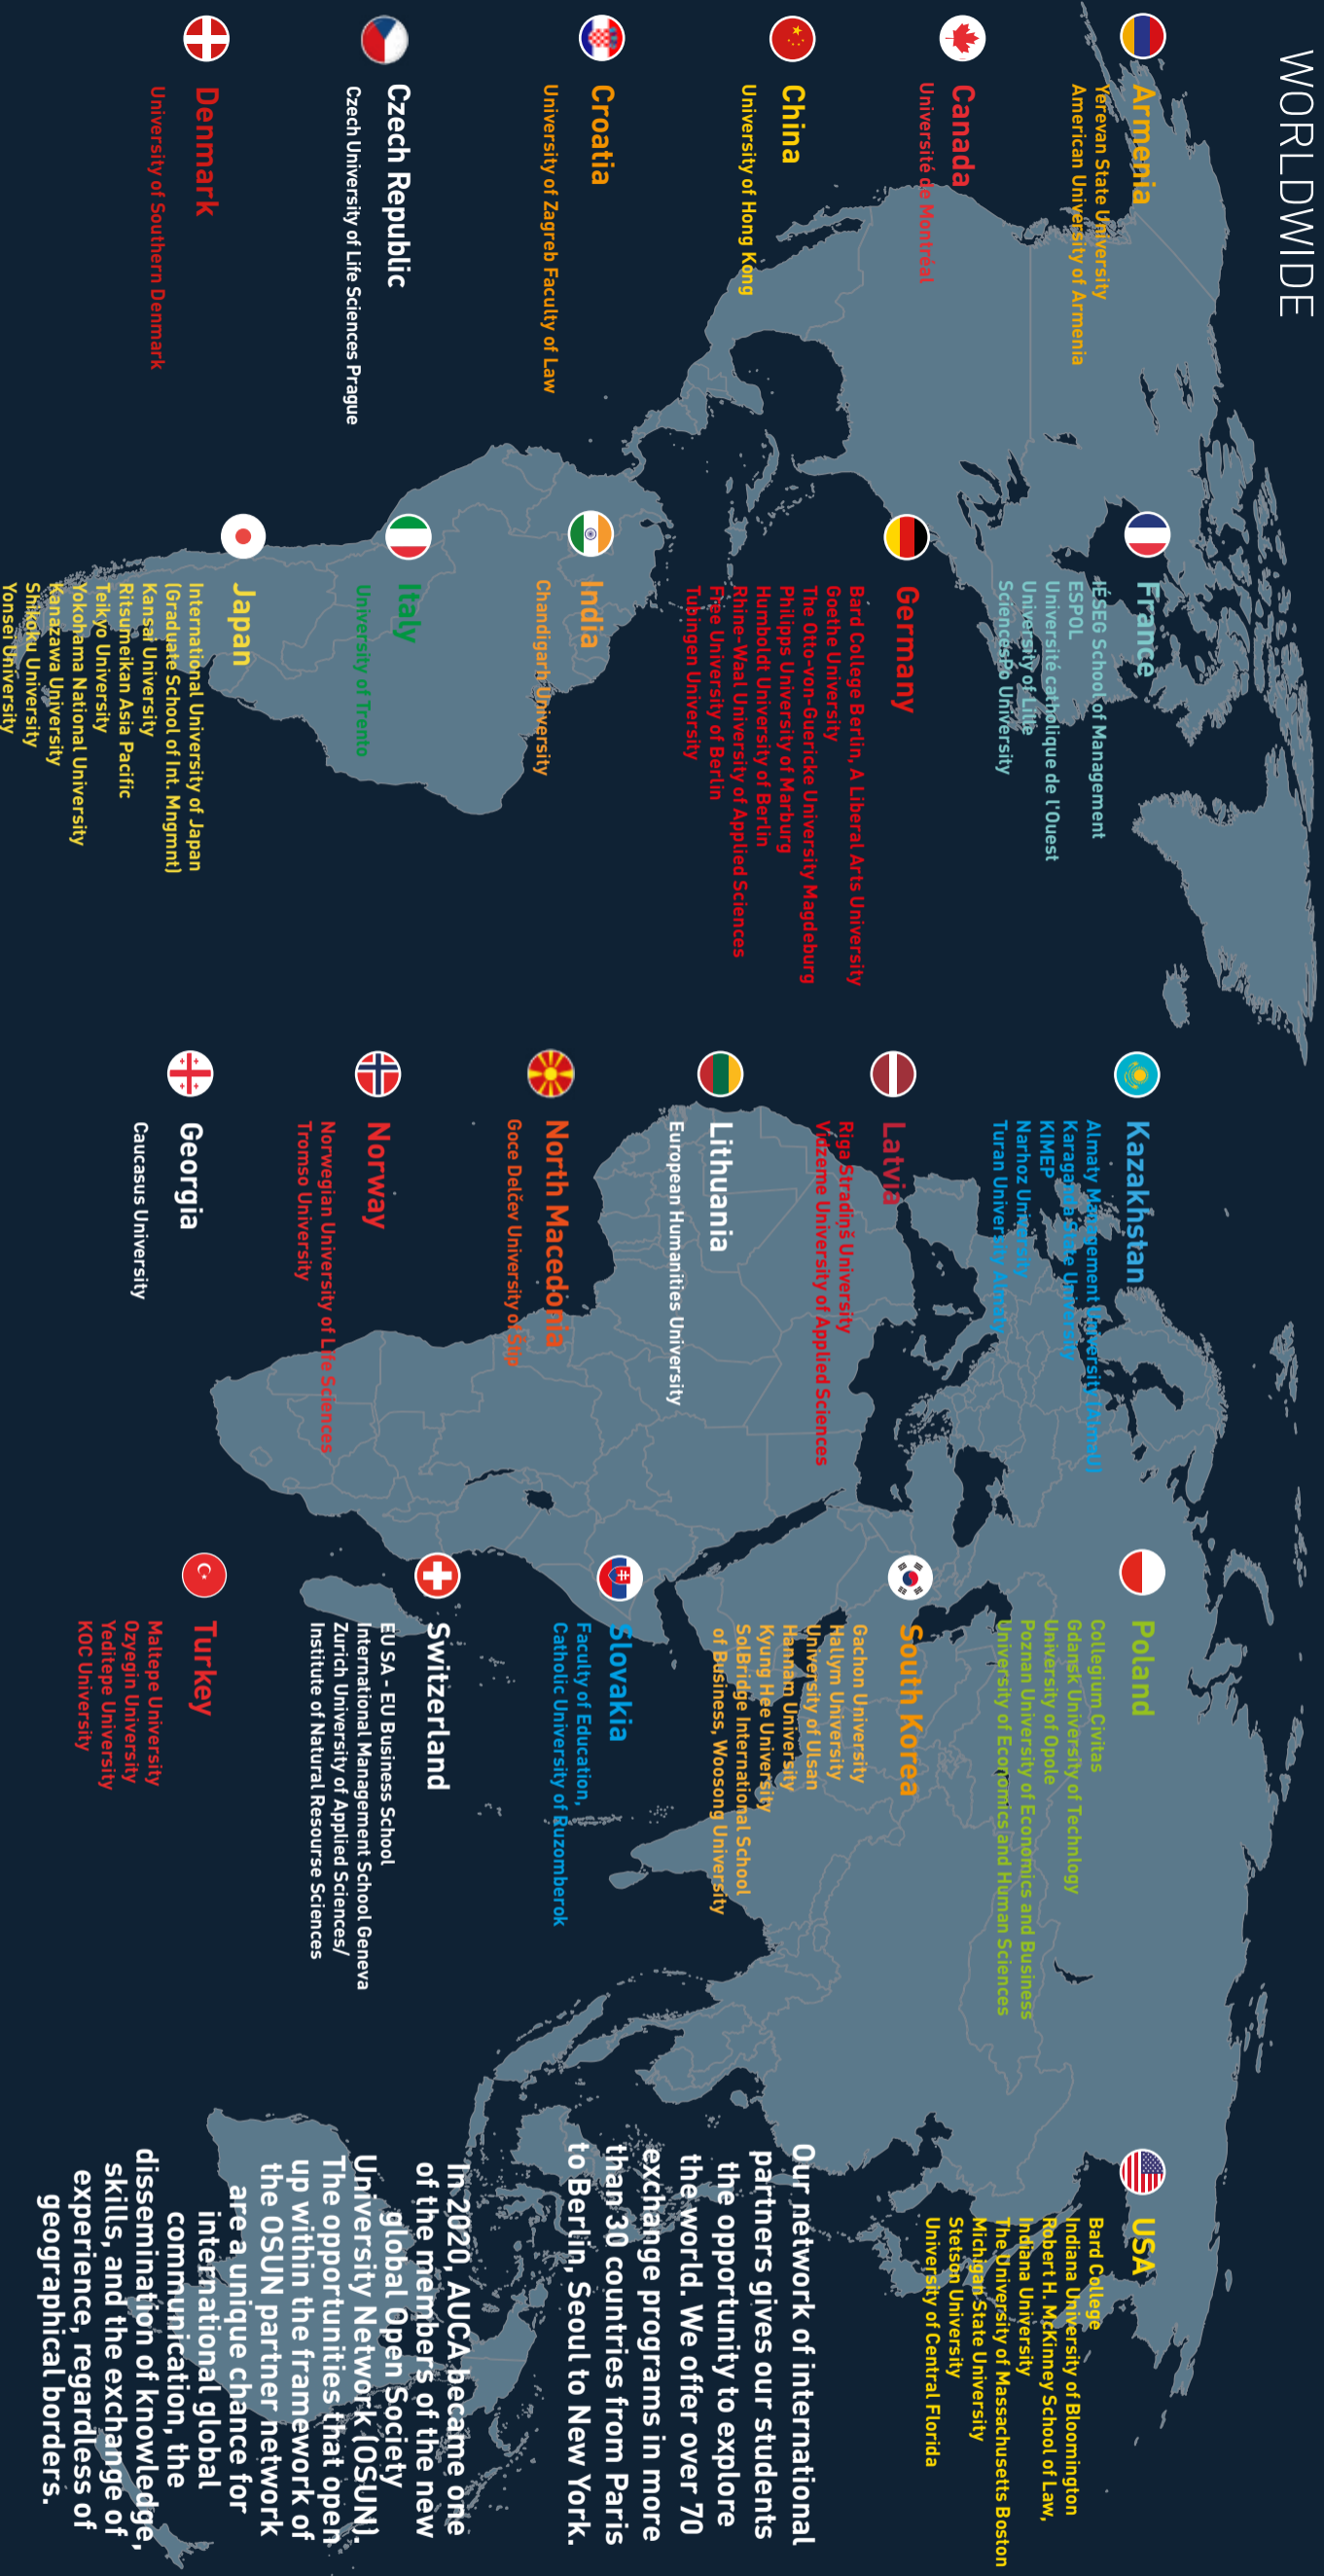 WORLDWIDE
Armenia
Yerevan State University
American University of Armenia
Canada
Université de Montréal
China
University of Hong Kong
Croatia
University of Zagreb Faculty of Law
Czech Republic
Czech University of Life Sciences Prague
Denmark
University of Southern Denmark
France
IÉSEG School of Management
ESPOL
Université catholique de l'Ouest
University of Lille
SciencesPo University
Germany
Bard College Berlin, A Liberal Arts University
Goethe University
The Otto-von-Guericke University Magdeburg
Philipps University of Marburg
Humboldt University of Berlin
Rhine-Waal University of Applied Sciences
Free University of Berlin
Tubingen University
India
Chandigarh University
Italy
University of Trento
Japan
International University of Japan
(Graduate School of Int. Mngmnt)
Kansai University
Ritsumeikan Asia Pacific
Teikyo University
Yokohama National University
Kanazawa University
Shikoku University
Yonsei University
Kazakhstan
Almaty Management University (AlmaU)
Karaganda State University
KIMEP
Narhoz University
Turan University Almaty
Latvia
Riga Stradiņš University
Vidzeme University of Applied Sciences
Lithuania
European Humanities University
North Macedonia
Goce Delčev University of Štip
Norway
Norwegian University of Life Sciences
Tromso University
Georgia
Caucasus University
Poland
Collegium Civitas
Gdansk University of Technlogy
University of Opole
Poznan University of Economics and Business
University of Economics and Human Sciences
South Korea
Gachon University
Hallym University
University of Ulsan
Hannam University
Kyung Hee University
SolBridge International School
of Business, Woosong University
Slovakia
Faculty of Education,
Catholic University of Ruzomberok
Switzerland
EU SA - EU Business School
International Management School Geneva
Zurich University of Applied Sciences/
Institute of Natural Resourse Sciences
Turkey
Maltepe University
Ozyegin University
Yeditepe University
KOC University
USA
Bard College
Indiana University of Bloomington
Robert H. McKinney School of Law,
Indiana University
The University of Massachusetts Boston
Michigan State University
Stetson University
University of Central Florida
Our network of international
partners gives our students
the opportunity to explore
the world. We offer over 70
exchange programs in more
than 30 countries from Paris
to Berlin, Seoul to New York.
In 2020, AUCA became one
of the members of the new
global Open Society
University Network (OSUN).
The opportunities that open
up within the framework of
the OSUN partner network
are a unique chance for
international global
communication, the
dissemination of knowledge,
skills, and the exchange of
experience, regardless of
geographical borders.